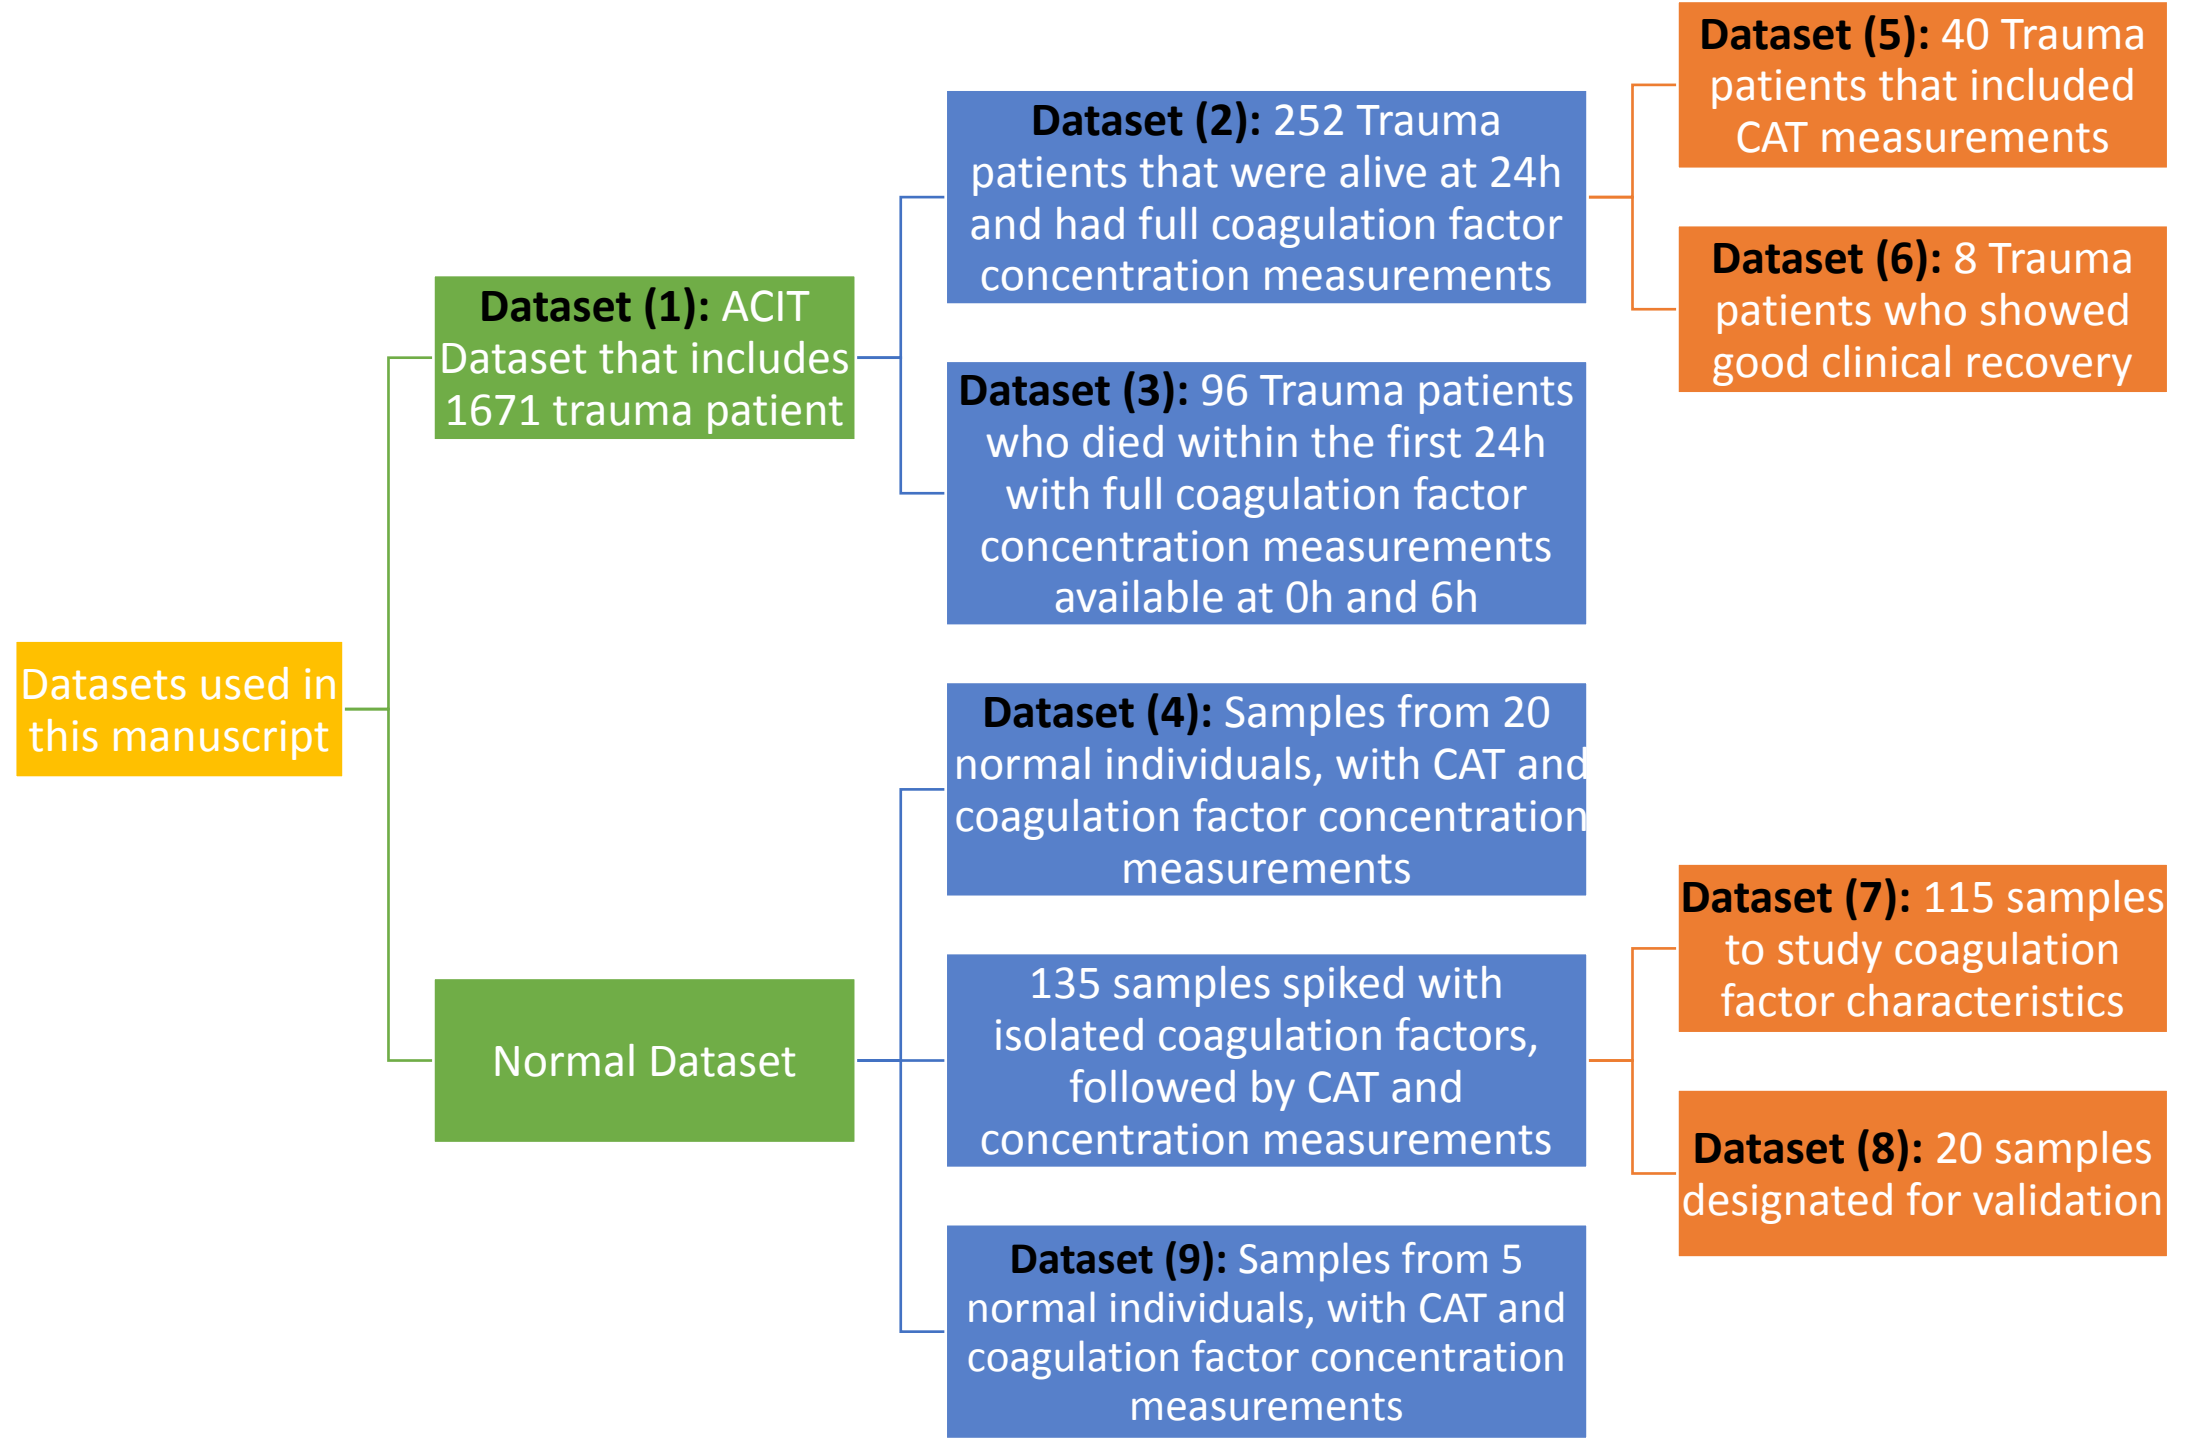 Datasets used in
this manuscript
Dataset (1): ACIT
Dataset that includes
1671 trauma patient
Normal Dataset
Dataset (2): 252 Trauma
patients that were alive at 24h
and had full coagulation factor
concentration measurements
Dataset (3): 96 Trauma patients
who died within the first 24h
with full coagulation factor
concentration measurements
available at 0h and 6h
Dataset (4): Samples from 20
normal individuals, with CAT and
coagulation factor concentration
measurements
135 samples spiked with
isolated coagulation factors,
followed by CAT and
concentration measurements
Dataset (9): Samples from 5
normal individuals, with CAT and
coagulation factor concentration
measurements
Dataset (5): 40 Trauma
patients that included
CAT measurements
Dataset (6): 8 Trauma
patients who showed
good clinical recovery
Dataset (7): 115 samples
to study coagulation
factor characteristics
Dataset (8): 20 samples
designated for validation